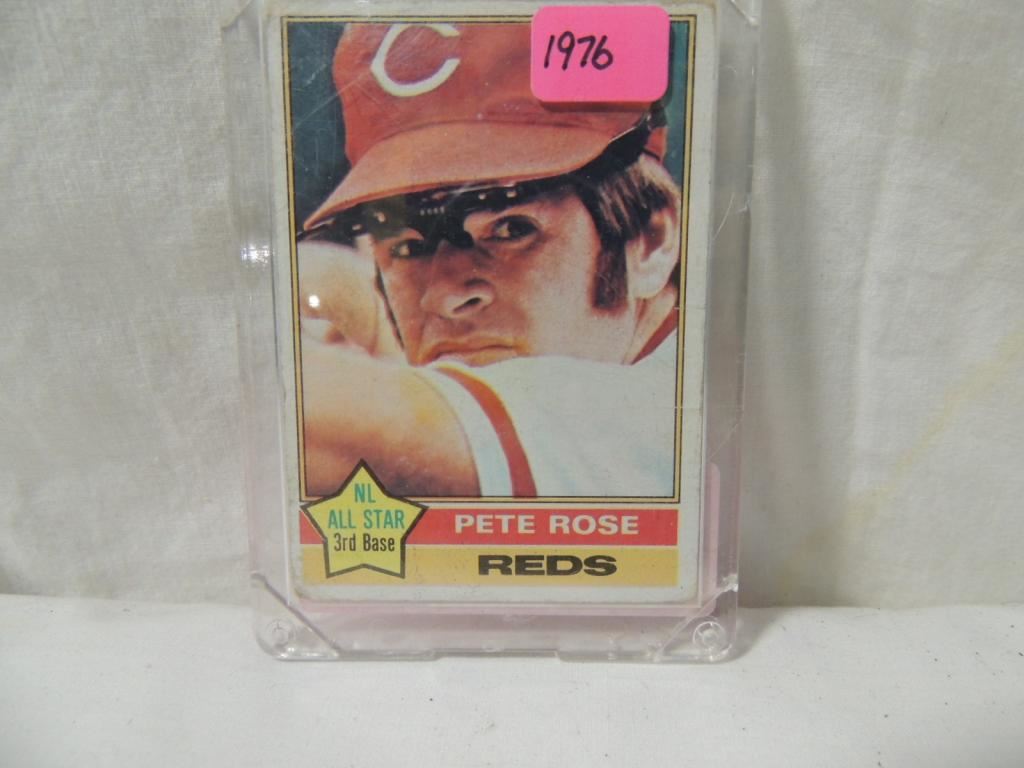 C
1976
NL
ALL STAR
3rd Base
PETE ROSE
REDS